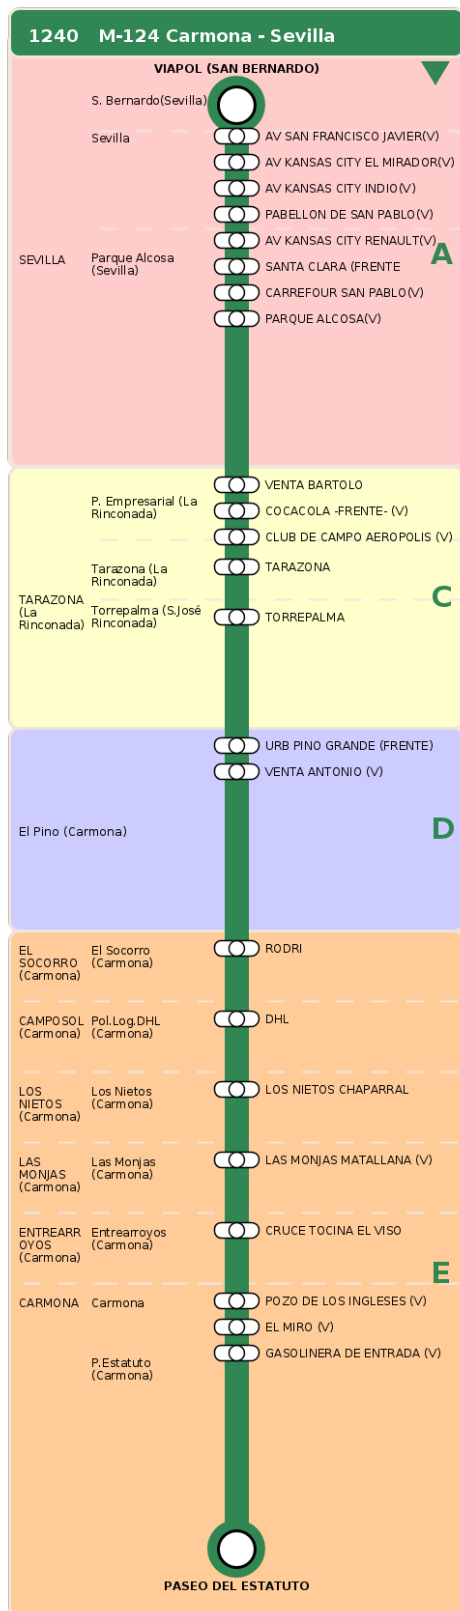 1240 M-124 Carmona - Sevilla
VIAPOL (SAN BERNARDO)
S. Bernardo(Sevilla)
Sevilla
AV SAN FRANCISCO JAVIER(V)
AV KANSAS CITY EL MIRADOR(V)
AV KANSAS CITY INDIO(V)
PABELLON DE SAN PABLO(V)
AV KANSAS CITY RENAULT(V)
A
SEVILLA
Parque Alcosa
(Sevilla)
SANTA CLARA (FRENTE
CARREFOUR SAN PABLO(V)
PARQUE ALCOSA(V)
VENTA BARTOLO
P. Empresarial (La
Rinconada)
COCACOLA -FRENTE- (V)
CLUB DE CAMPO AEROPOLIS (V)
Tarazona (La
Rinconada)
TARAZONA
TARAZONA
(La
Rinconada)
C
Torrepalma (S.José
Rinconada)
TORREPALMA
URB PINO GRANDE (FRENTE)
VENTA ANTONIO (V)
El Pino (Carmona)
D
EL
SOCORRO
(Carmona)
El Socorro
(Carmona)
RODRI
CAMPOSOL
(Carmona)
Pol.Log.DHL
(Carmona)
DHL
LOS
NIETOS
(Carmona)
Los Nietos
(Carmona)
LOS NIETOS CHAPARRAL
LAS
MONJAS
(Carmona)
Las Monjas
(Carmona)
LAS MONJAS MATALLANA (V)
ENTREARR
OYOS
(Carmona)
Entrearroyos
(Carmona)
CRUCE TOCINA EL VISO
E
CARMONA
Carmona
POZO DE LOS INGLESES (V)
EL MIRO (V)
GASOLINERA DE ENTRADA (V)
P.Estatuto
(Carmona)
PASEO DEL ESTATUTO